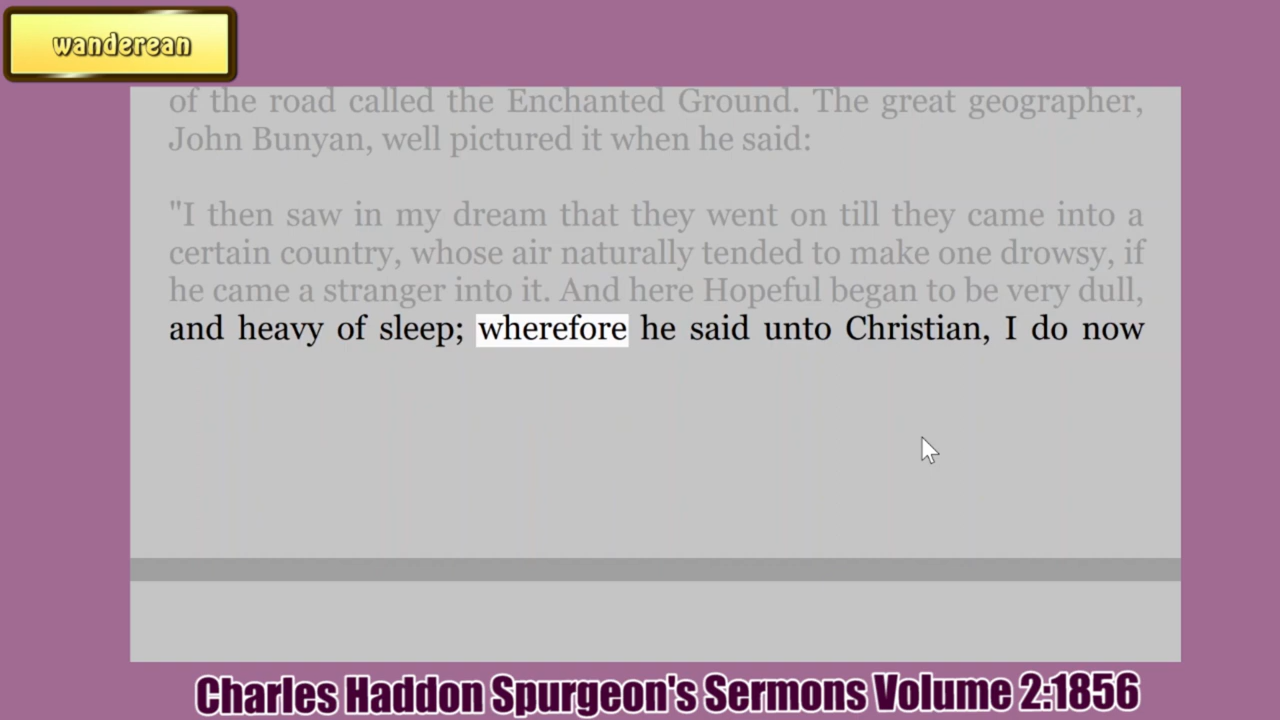 wanderean
of the road called the Enchanted Ground. The great geographer,
John Bunyan, well pictured it when he said:
"I then saw in my dream that they went on till they came into a
certain country, whose air naturally tended to make one drowsy, if
he came a stranger into it. And here Hopeful began to be very dull,
and heavy of sleep; wherefore he said unto Christian, I do now
Charles Haddon Spurgeon's Sermons Volume 2:1856